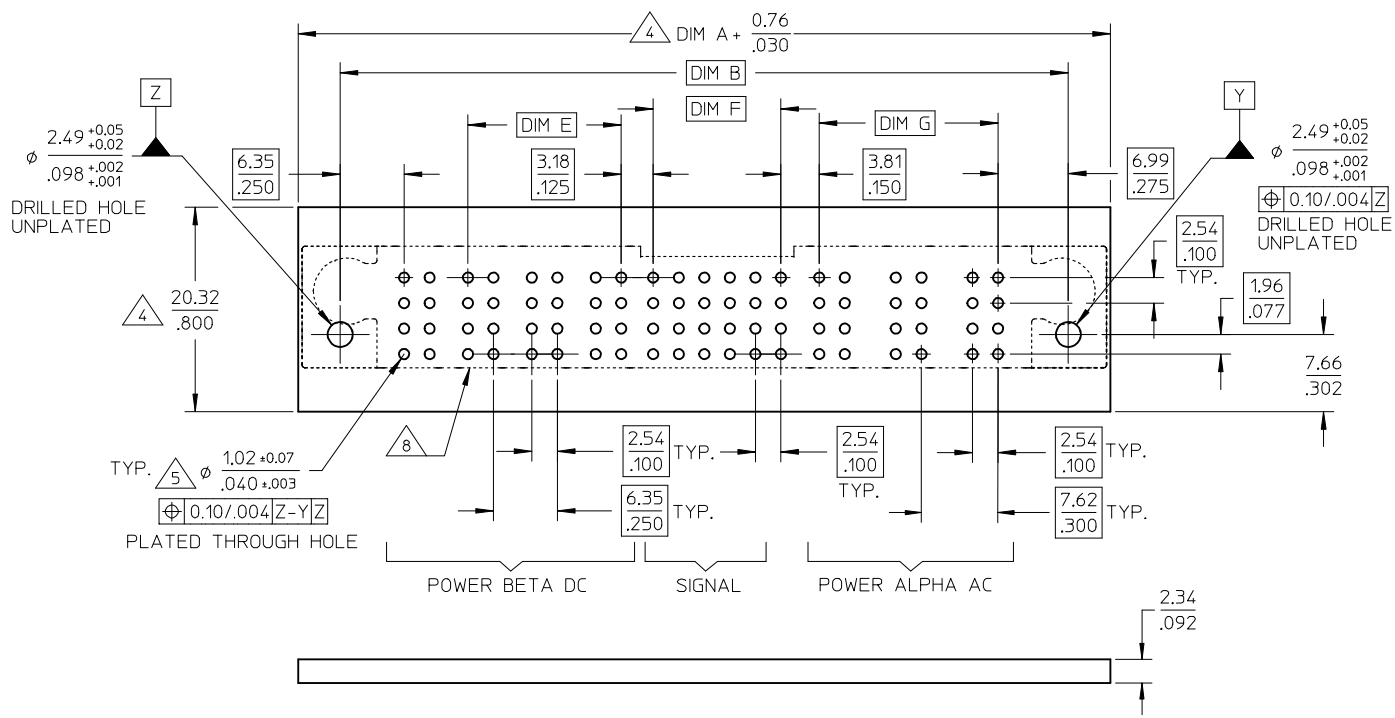 4 DIM A + 0.76
.030
DIM B
Z
DIM F
Y
DIM E
DIM G
⌀ 2.49 +0.05 +0.02
.098 +.002 +.001
DRILLED HOLE
UNPLATED
6.35
.250
3.18
.125
3.81
.150
6.99
.275
⌀ 2.49 +0.05 +0.02
.098 +.002 +.001
⌖ 0.10/.004 Z
DRILLED HOLE
UNPLATED
2.54
.100
TYP.
1.96
.077
4 20.32
.800
7.66
.302
8
TYP. 5 ⌀ 1.02 ±0.07
.040 ±.003
⌖ 0.10/.004 Z-Y Z
PLATED THROUGH HOLE
2.54
.100 TYP.
6.35
.250 TYP.
2.54
.100
TYP.
2.54
.100 TYP.
7.62
.300 TYP.
POWER BETA DC
SIGNAL
POWER ALPHA AC
2.34
.092